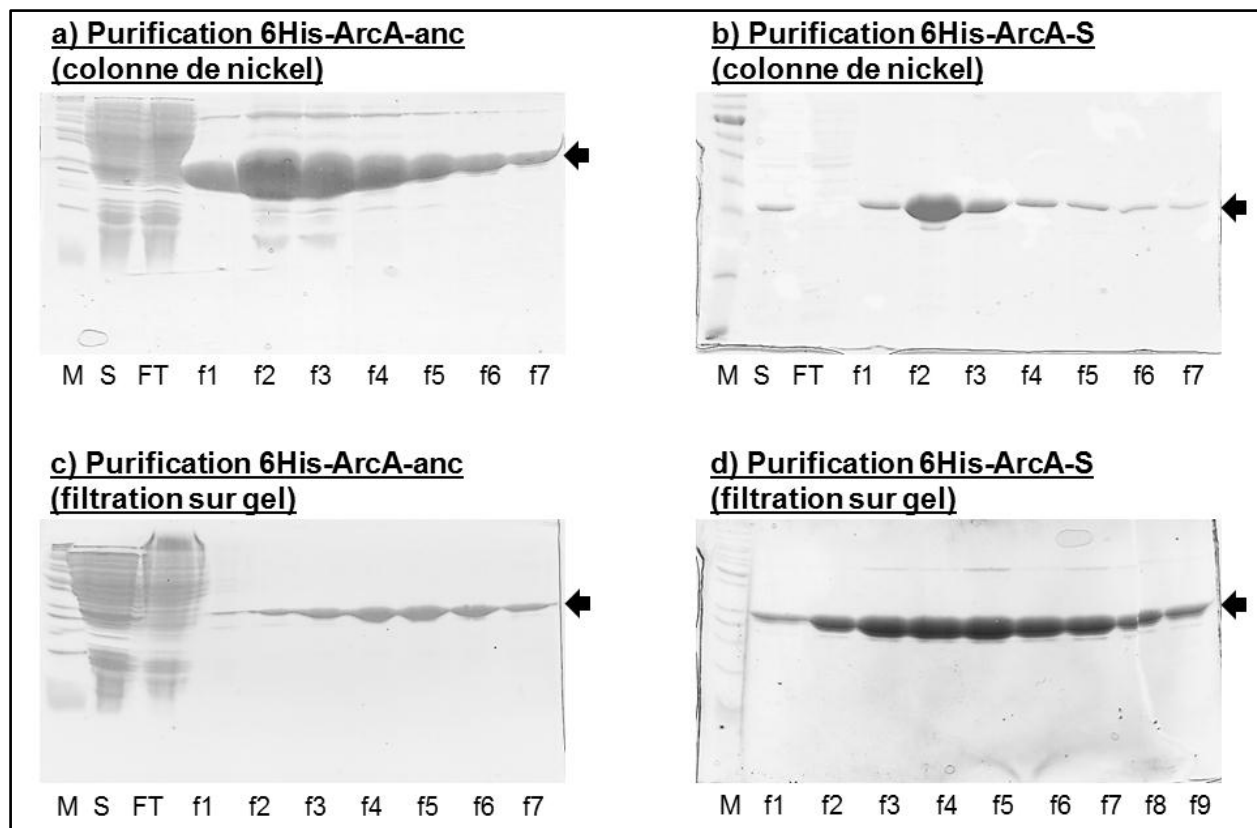 a) Purification 6His-ArcA-anc
(colonne de nickel)
M S FT f1 f2 f3 f4 f5 f6 f7
b) Purification 6His-ArcA-S
(colonne de nickel)
M S FT f1 f2 f3 f4 f5 f6 f7
c) Purification 6His-ArcA-anc
(filtration sur gel)
M S FT f1 f2 f3 f4 f5 f6 f7
d) Purification 6His-ArcA-S
(filtration sur gel)
M f1 f2 f3 f4 f5 f6 f7 f8 f9